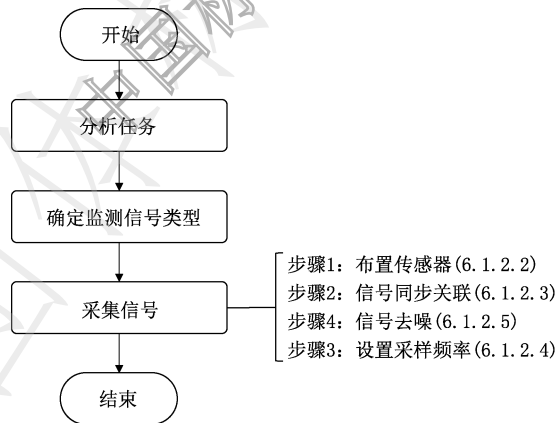 开始
分析任务
确定监测信号类型
采集信号
步骤1：布置传感器(6.1.2.2)
步骤2：信号同步关联(6.1.2.3)
步骤4：信号去噪(6.1.2.5)
步骤3：设置采样频率(6.1.2.4)
结束